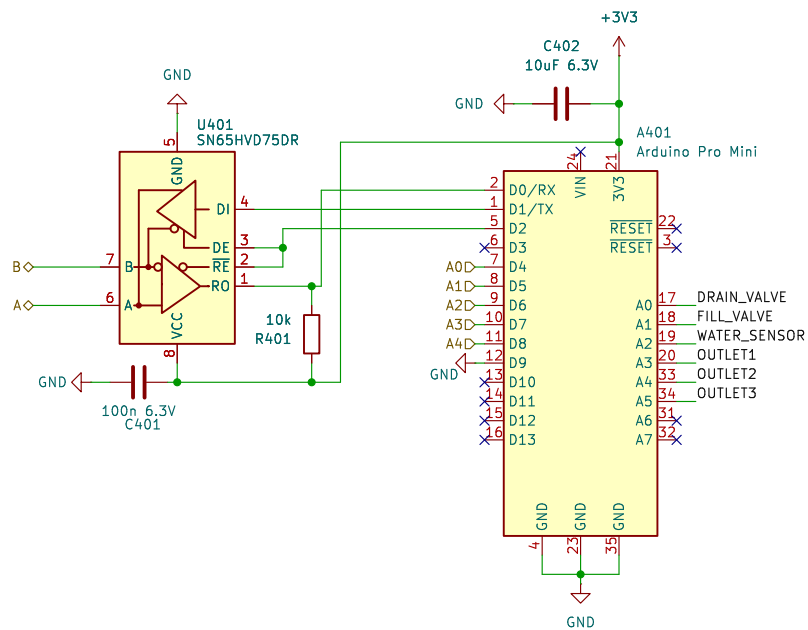 +3V3
C402
10uF 6.3V
GND
GND
U401
SN65HVD75DR
A401
Arduino Pro Mini
5
GND
24
VIN
21
3V3
DI
4
DE
3
RE
2
RO
1
B
7
B
A
6
A
VCC
8
2
D0/RX
1
D1/TX
5
D2
6
D3
A0
7
D4
A1
8
D5
A2
9
D6
A3
10
D7
A4
11
D8
GND
12
D9
13
D10
14
D11
15
D12
16
D13
RESET
22
RESET
3
A0
17
DRAIN_VALVE
A1
18
FILL_VALVE
A2
19
WATER_SENSOR
A3
20
OUTLET1
A4
33
OUTLET2
A5
34
OUTLET3
A6
31
A7
32
10k
R401
GND
100n 6.3V
C401
GND
4
GND
23
GND
35
GND